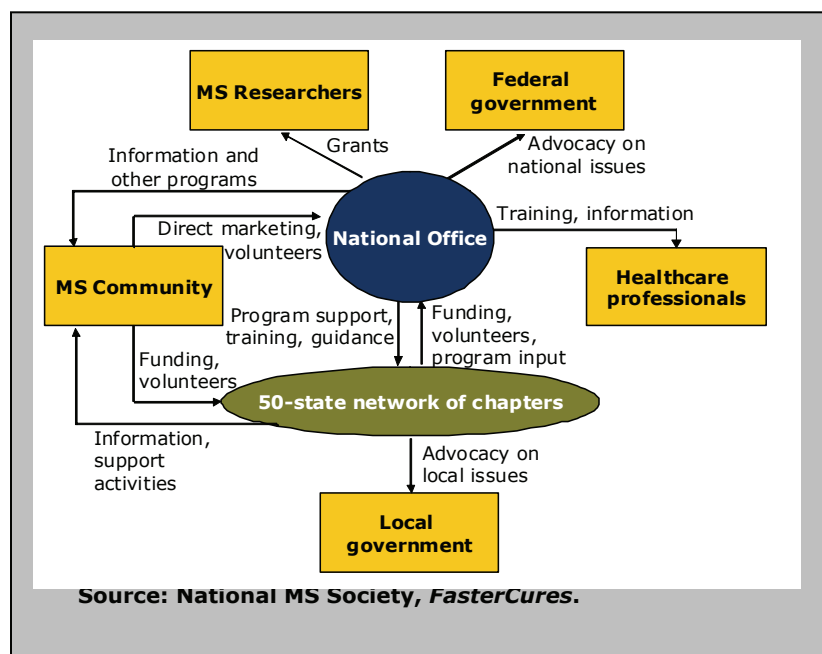 MS Researchers
Federal
government
Grants
Advocacy on
national issues
Information and
other programs
Direct marketing,
volunteers
National Office
Training, information
MS Community
Healthcare
professionals
Program support,
training, guidance
Funding,
volunteers,
program input
Funding,
volunteers
50-state network of chapters
Information,
support
activities
Advocacy on
local issues
Local
government
Source: National MS Society, FasterCures.